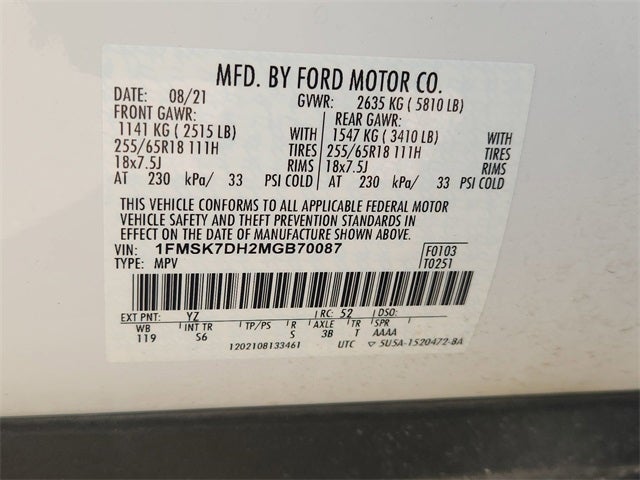 MFD. BY FORD MOTOR CO.
DATE: 08/21 GVWR: 2635 KG ( 5810 LB)
FRONT GAWR: REAR GAWR:
1141 KG ( 2515 LB) WITH 1547 KG ( 3410 LB) WITH
255/65R18 111H TIRES 255/65R18 111H TIRES
18x7.5J RIMS 18x7.5J RIMS
AT 230 kPa/ 33 PSI COLD AT 230 kPa/ 33 PSI COLD
THIS VEHICLE CONFORMS TO ALL APPLICABLE FEDERAL MOTOR
VEHICLE SAFETY AND THEFT PREVENTION STANDARDS IN
EFFECT ON THE DATE OF MANUFACTURE SHOWN ABOVE.
VIN: 1FMSK7DH2MGB70087 F0103
TYPE: MPV T0251
EXT PNT: YZ RC: 52 DSO:
WB INT TR TP/PS R AXLE TR SPR
119 S6 S 3B T AAAA
1202108133461 UTC ▽ 5U5A-1520472-BA